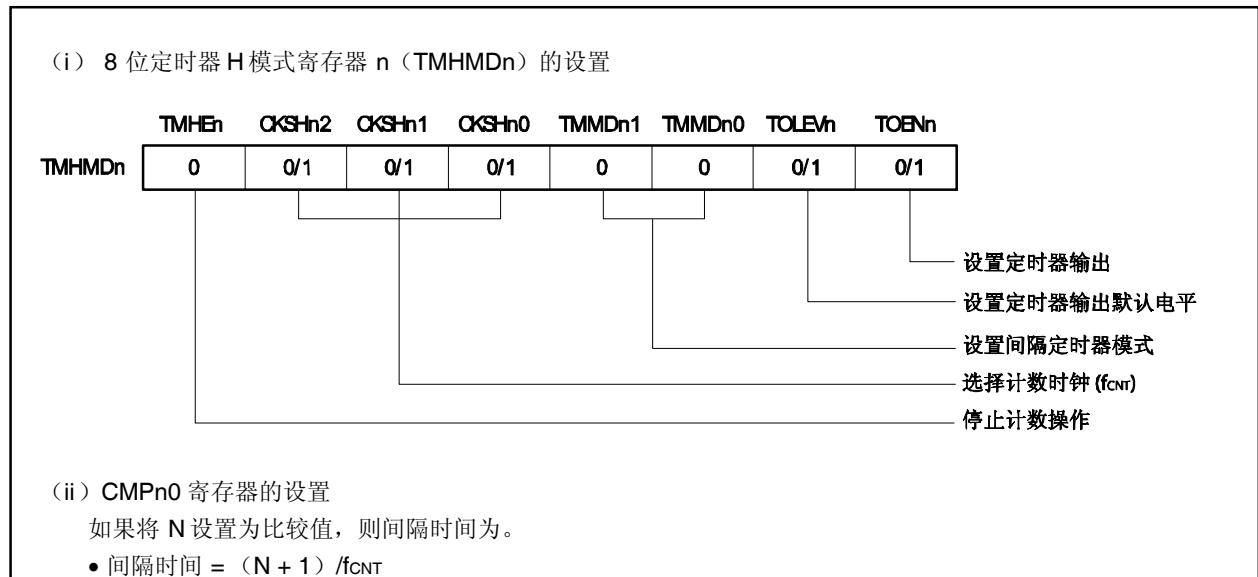 （i） 8 位定时器 H 模式寄存器 n（TMHMDn）的设置
TMHEn CKSHn2 CKSHn1 CKSHn0 TMMDn1 TMMDn0 TOLEVn TOENn
TMHMDn 0 0/1 0/1 0/1 0 0 0/1 0/1
设置定时器输出
设置定时器输出默认电平
设置间隔定时器模式
选择计数时钟 (fCNT)
停止计数操作
（ii）CMPn0 寄存器的设置
如果将 N 设置为比较值，则间隔时间为。
• 间隔时间 = （N + 1）/fCNT